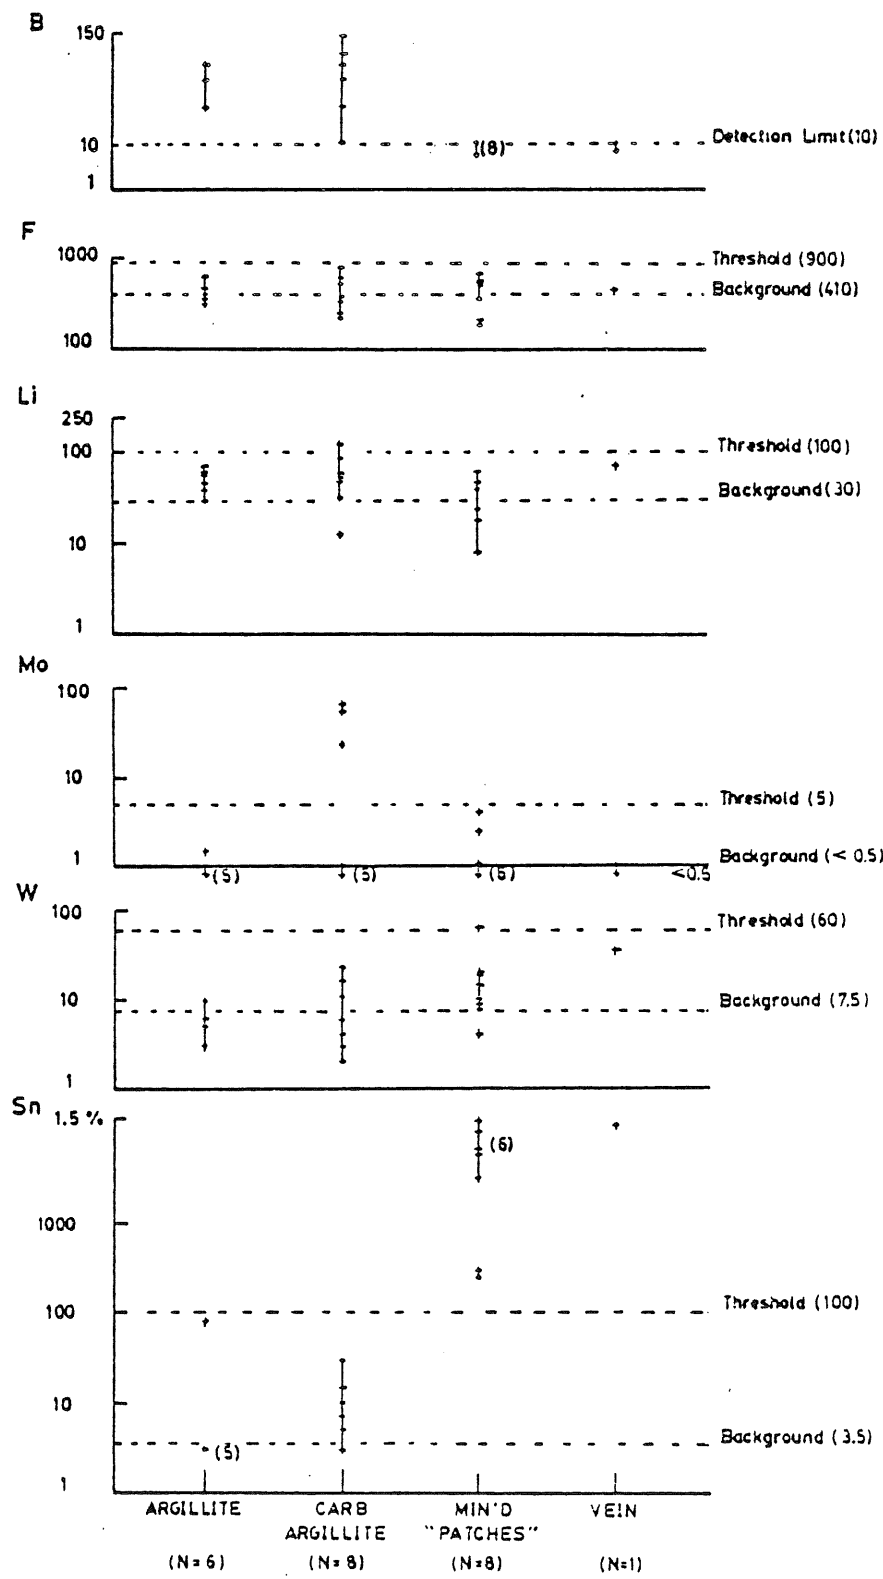 B
150
10
1
Detection Limit (10)
(8)
F
1000
100
Threshold (900)
Background (410)
Li
250
100
10
1
Threshold (100)
Background (30)
Mo
100
10
1
Threshold (5)
Background (< 0.5)
(5)
(5)
(6)
<0.5
W
100
10
1
Threshold (60)
Background (7.5)
Sn
1.5 %
1000
100
10
1
(6)
Threshold (100)
Background (3.5)
(5)
ARGILLITE
CARB
ARGILLITE
MIN'D
"PATCHES"
VEIN
(N=6)
(N=8)
(N=8)
(N=1)